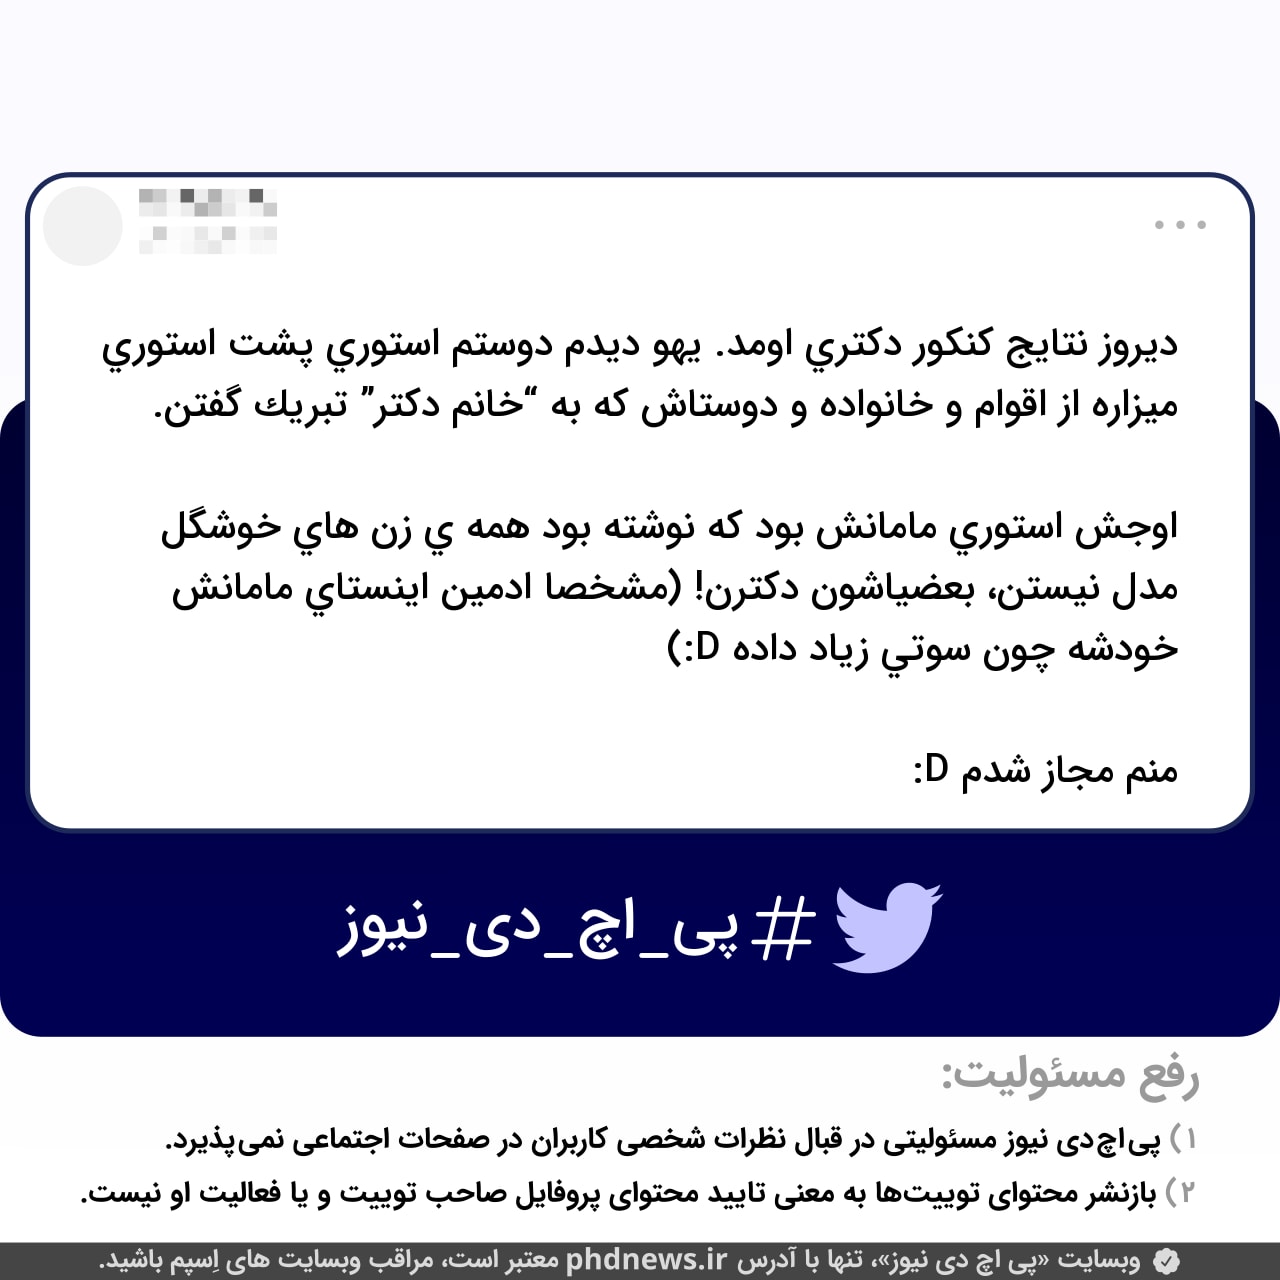 ديروز نتايج كنكور دكتري اومد. يهو ديدم دوستم استوري پشت استوري
ميزاره از اقوام و خانواده و دوستاش كه به “خانم دكتر” تبريك گفتن.
اوجش استوري مامانش بود كه نوشته بود همه ي زن هاي خوشگل
مدل نيستن، بعضياشون دكترن! (مشخصا ادمين اينستاي مامانش
خودشه چون سوتي زياد داده D:)
منم مجاز شدم D:
#پی_اچ_دی_نیوز
رفع مسئولیت:
۱) پی‌اچ‌دی نیوز مسئولیتی در قبال نظرات شخصی کاربران در صفحات اجتماعی نمی‌پذیرد.
۲) بازنشر محتوای توییت‌ها به معنی تایید محتوای پروفایل صاحب توییت و یا فعالیت او نیست.
وبسایت «پی اچ دی نیوز»، تنها با آدرس phdnews.ir معتبر است، مراقب وبسایت های اِسپم باشید.